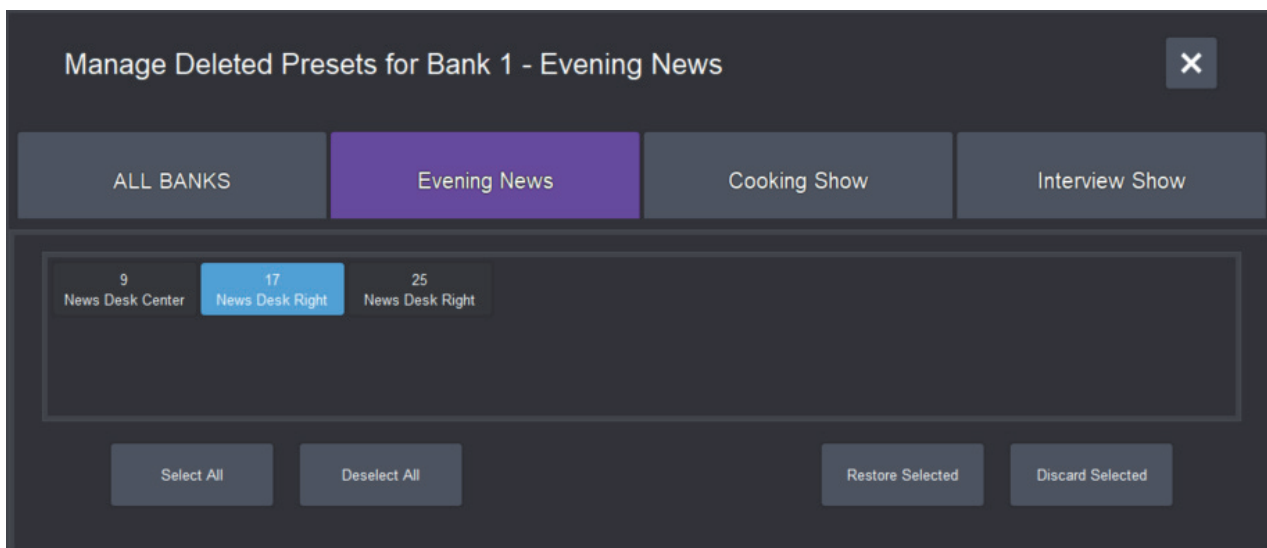 Manage Deleted Presets for Bank 1 - Evening News
ALL BANKS
Evening News
Cooking Show
Interview Show
9
News Desk Center
17
News Desk Right
25
News Desk Right
Select All
Deselect All
Restore Selected
Discard Selected